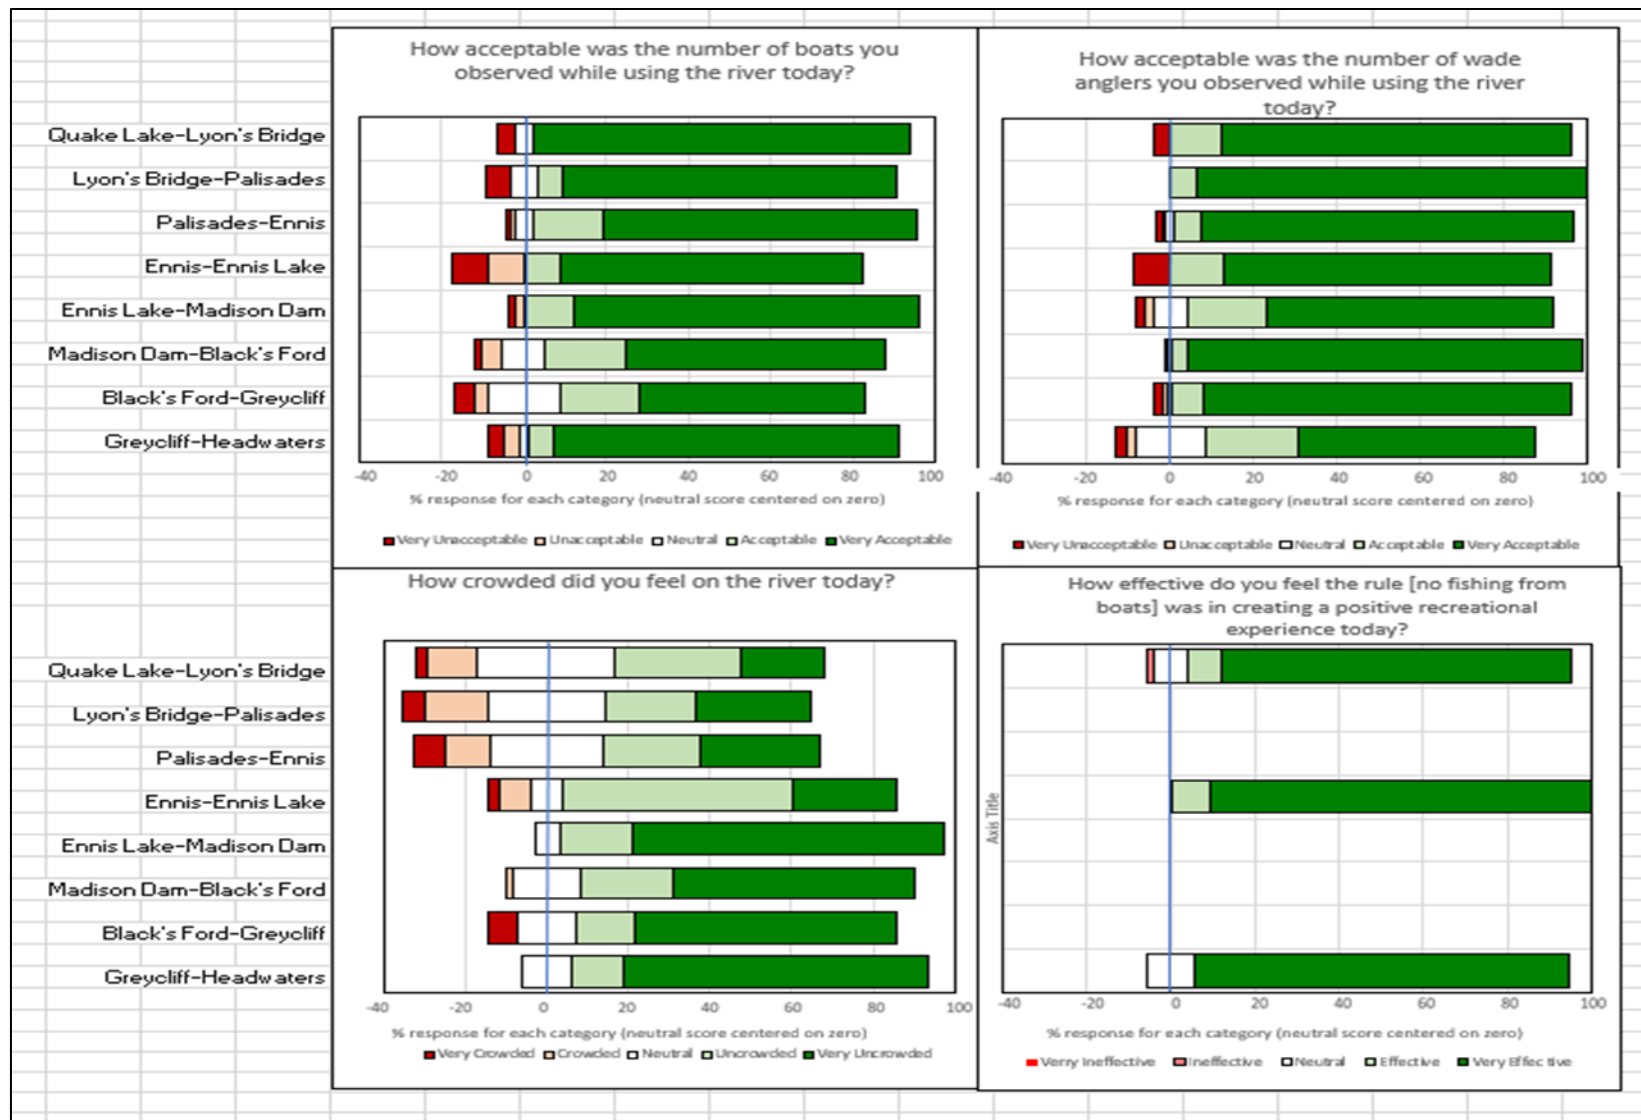 How acceptable was the number of boats you
observed while using the river today?
How acceptable was the number of wade
anglers you observed while using the river
today?
Quake Lake-Lyon's Bridge
Lyon's Bridge-Palisades
Palisades-Ennis
Ennis-Ennis Lake
Ennis Lake-Madison Dam
Madison Dam-Black's Ford
Black's Ford-Greycliff
Greycliff-Headwaters
-40 -20 0 20 40 60 80 100
-40 -20 0 20 40 60 80 100
% response for each category (neutral score centered on zero)
% response for each category (neutral score centered on zero)
Very Unacceptable Unacceptable Neutral Acceptable Very Acceptable
Very Unacceptable Unacceptable Neutral Acceptable Very Acceptable
How crowded did you feel on the river today?
How effective do you feel the rule [no fishing from
boats] was in creating a positive recreational
experience today?
Quake Lake-Lyon's Bridge
Lyon's Bridge-Palisades
Palisades-Ennis
Ennis-Ennis Lake
Ennis Lake-Madison Dam
Madison Dam-Black's Ford
Black's Ford-Greycliff
Greycliff-Headwaters
Axis Title
-40 -20 0 20 40 60 80 100
-40 -20 0 20 40 60 80 100
% response for each category (neutral score centered on zero)
% response for each category (neutral score centered on zero)
Very Crowded Crowded Neutral Uncrowded Very Uncrowded
Verry Ineffective Ineffective Neutral Effective Very Effective